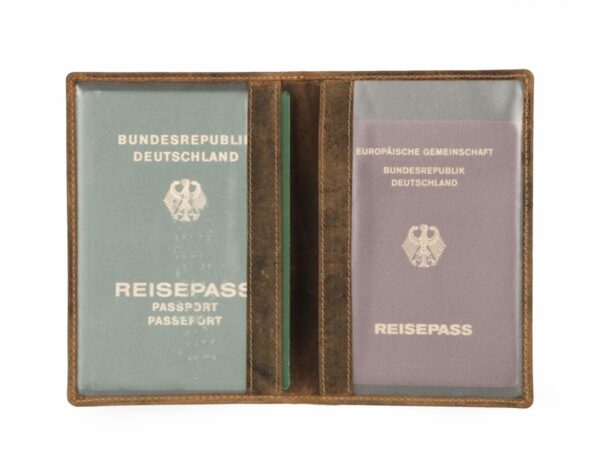 BUNDESREPUBLIK
DEUTSCHLAND
REISEPASS
PASSPORT
PASSEPORT
EUROPÄISCHE GEMEINSCHAFT
BUNDESREPUBLIK
DEUTSCHLAND
REISEPASS